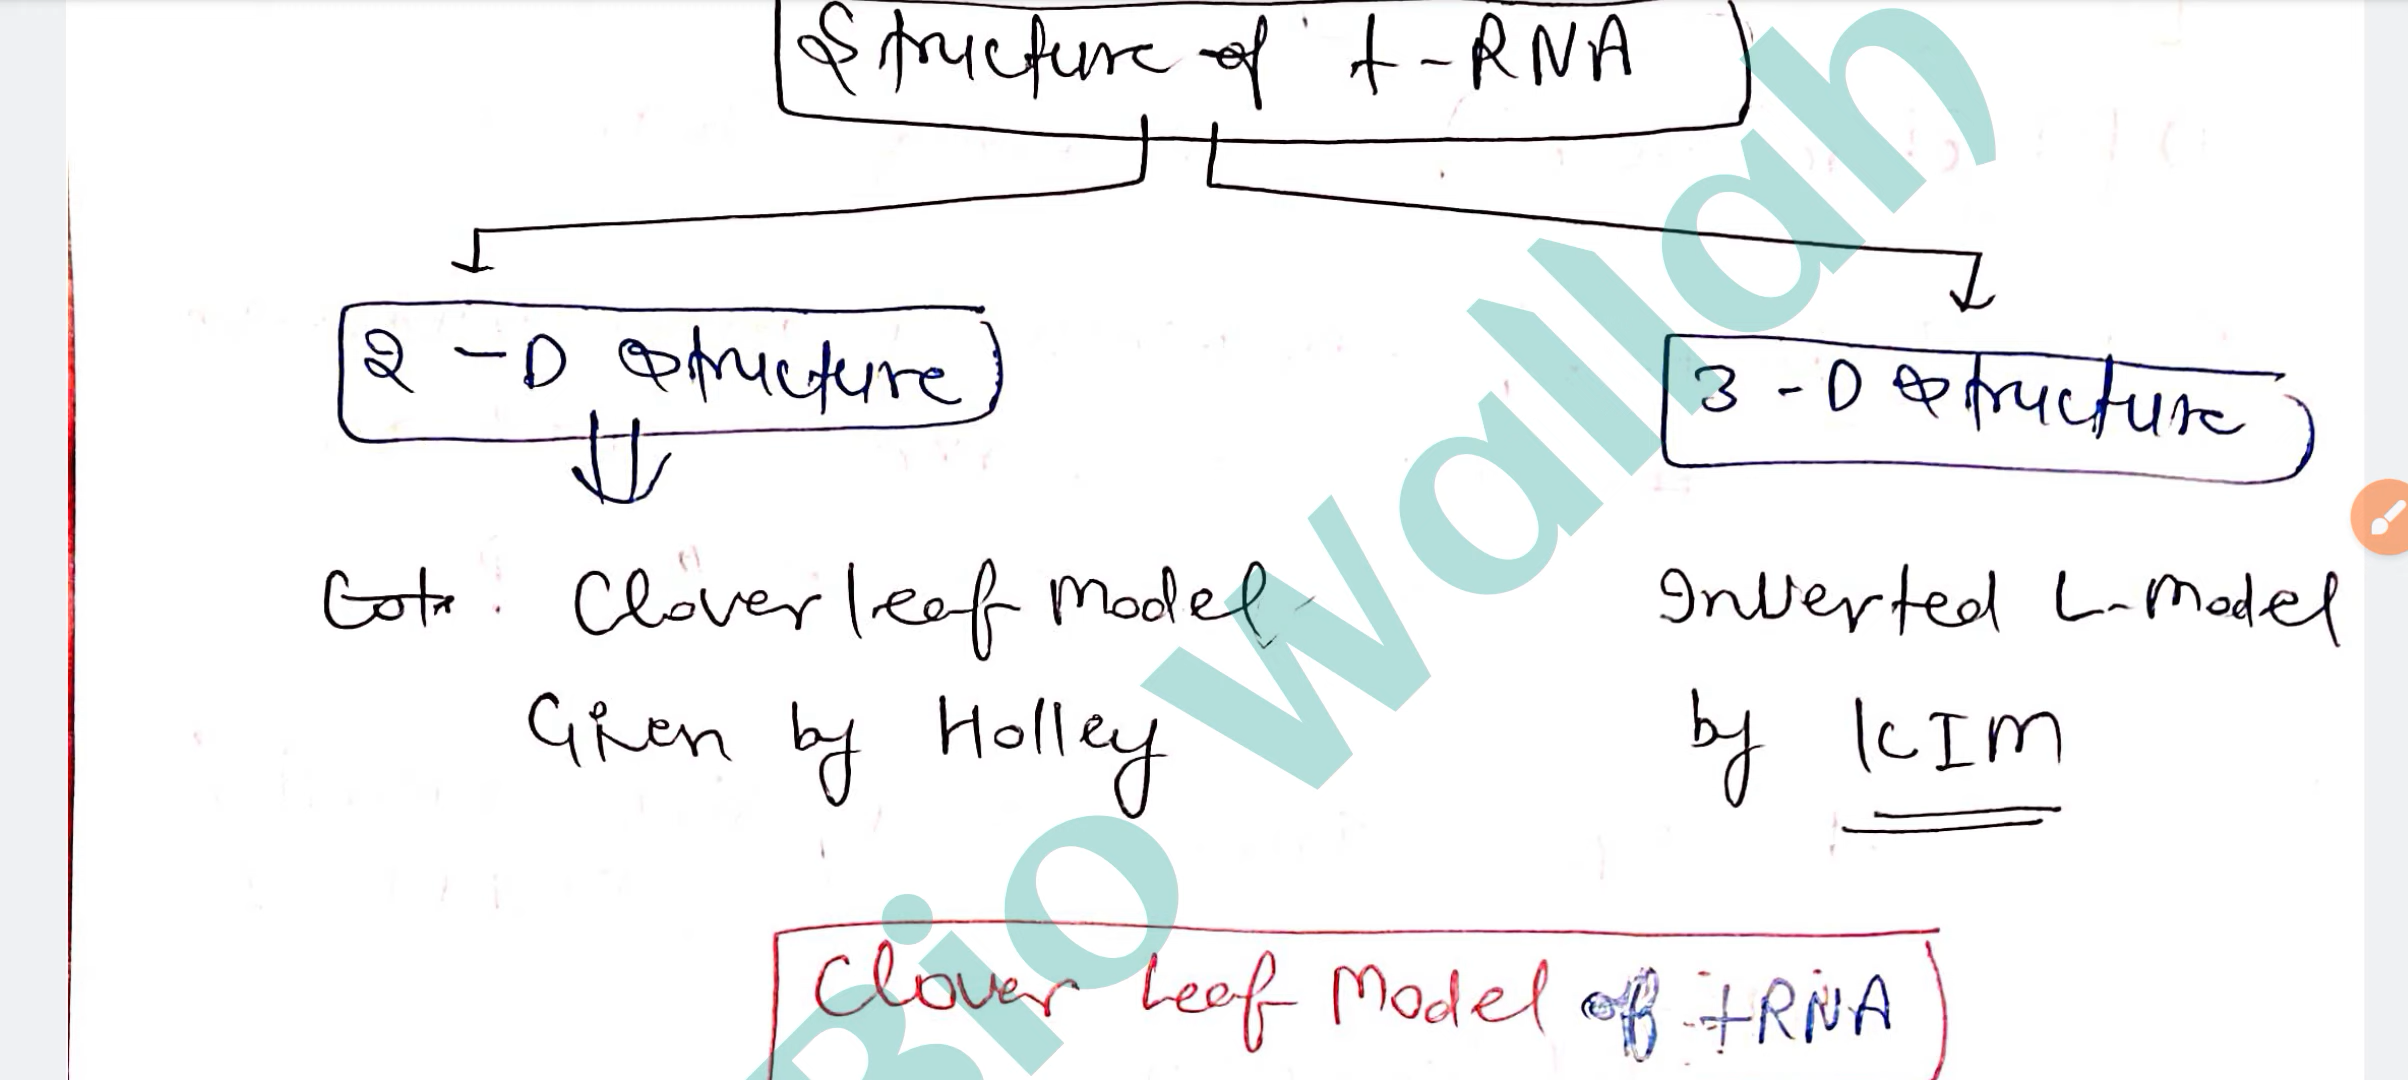 Structure of t-RNA
2-D Structure
3-D Structure
Clover leaf Model
Inverted L-Model
Given by Holley
by KIM
Clover Leaf Model of tRNA
Bio Wallah